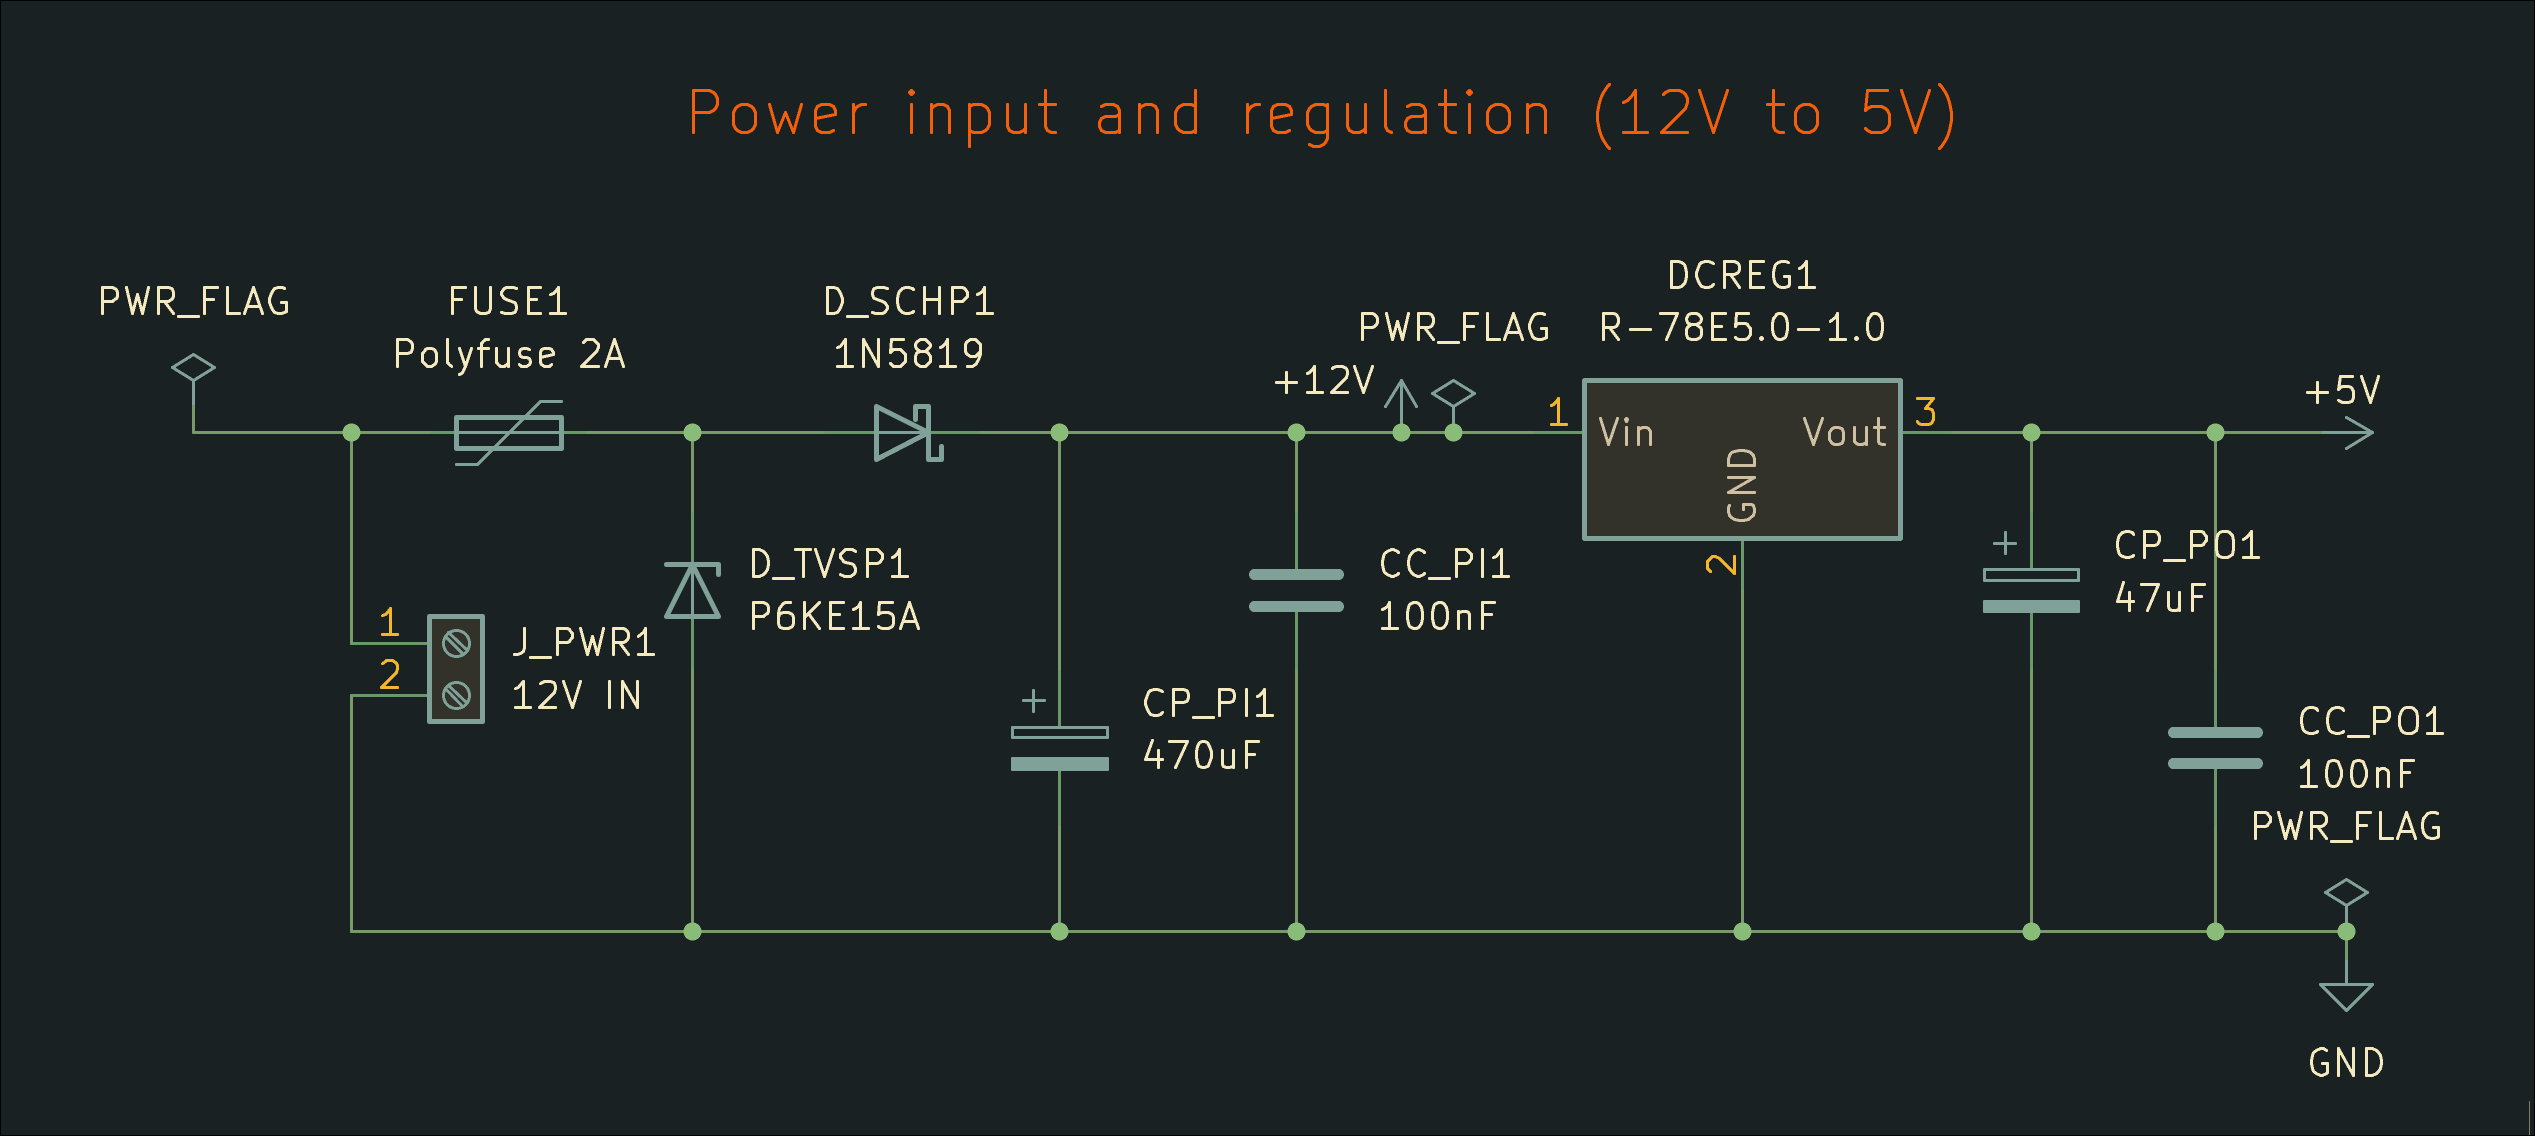 Power input and regulation (12V to 5V)
PWR_FLAG
FUSE1
Polyfuse 2A
D_SCHP1
1N5819
+12V
PWR_FLAG
DCREG1
R-78E5.0-1.0
1
Vin
GND
Vout
3
2
+5V
1
2
J_PWR1
12V IN
D_TVSP1
P6KE15A
+
CP_PI1
470uF
CC_PI1
100nF
+
CP_PO1
47uF
CC_PO1
100nF
PWR_FLAG
GND